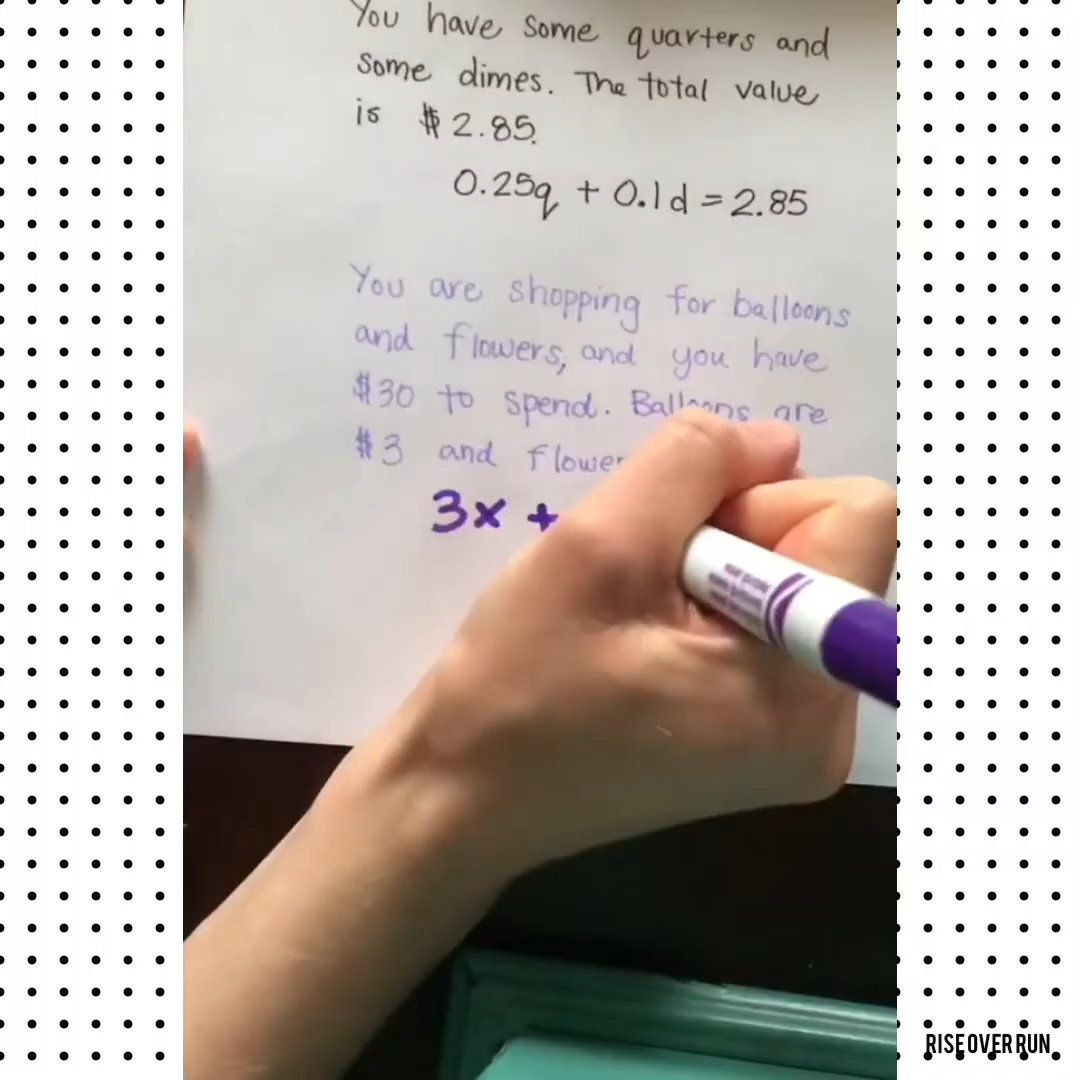 You have some quarters and
some dimes. The total value
is $2.85.
0.25q + 0.1d = 2.85
You are shopping for balloons
and flowers, and you have
$30 to spend. Balloons are
$3 and
3x +
RISE OVER RUN